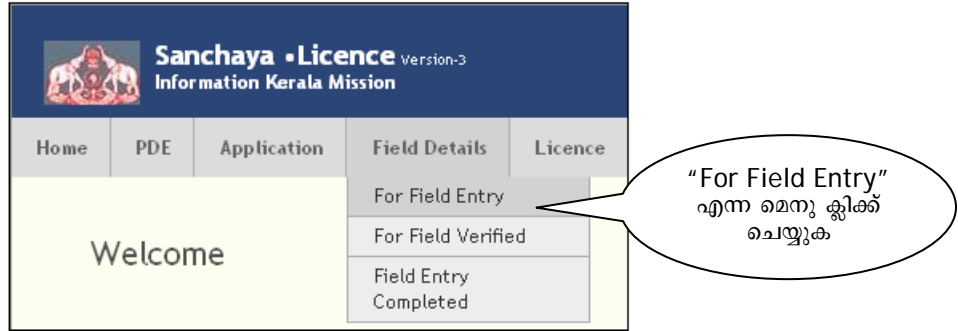 Sanchaya •Licence Version-3
Information Kerala Mission
Home PDE Application Field Details Licence
For Field Entry
For Field Verified
Field Entry
Completed
Welcome
“For Field Entry”
എന്ന മെനു ക്ലിക്ക്
ചെയ്യുക